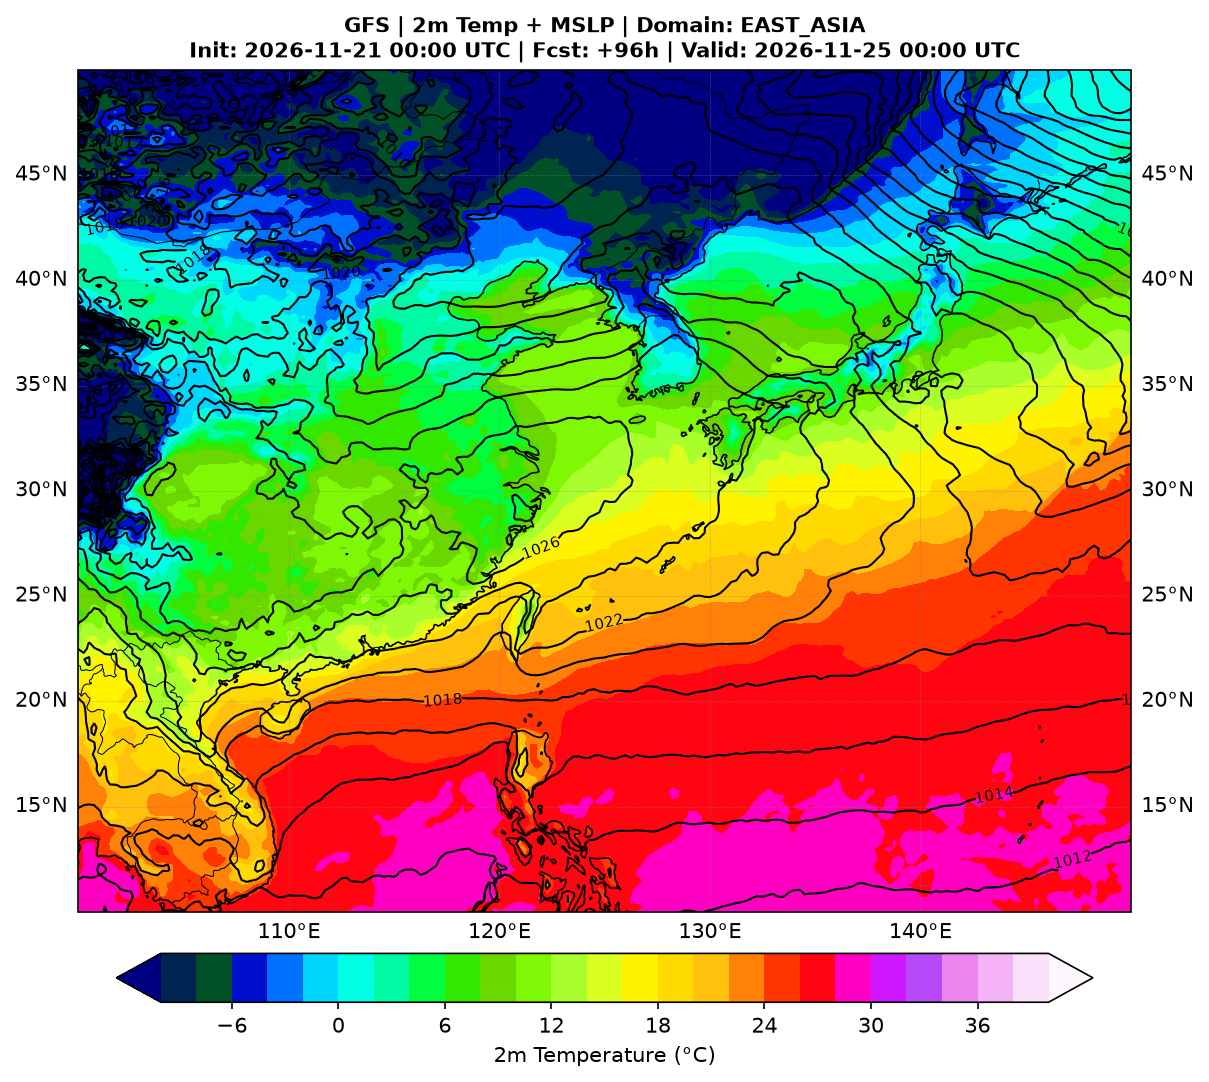 GFS | 2m Temp + MSLP | Domain: EAST_ASIA
Init: 2026-11-21 00:00 UTC | Fcst: +96h | Valid: 2026-11-25 00:00 UTC
45°N 45°N
40°N 40°N
35°N 35°N
30°N 30°N
25°N 25°N
20°N 20°N
15°N 15°N
1020
1026
1022
1018
1014
1012
110°E 120°E 130°E 140°E
−6 0 6 12 18 24 30 36
2m Temperature (°C)